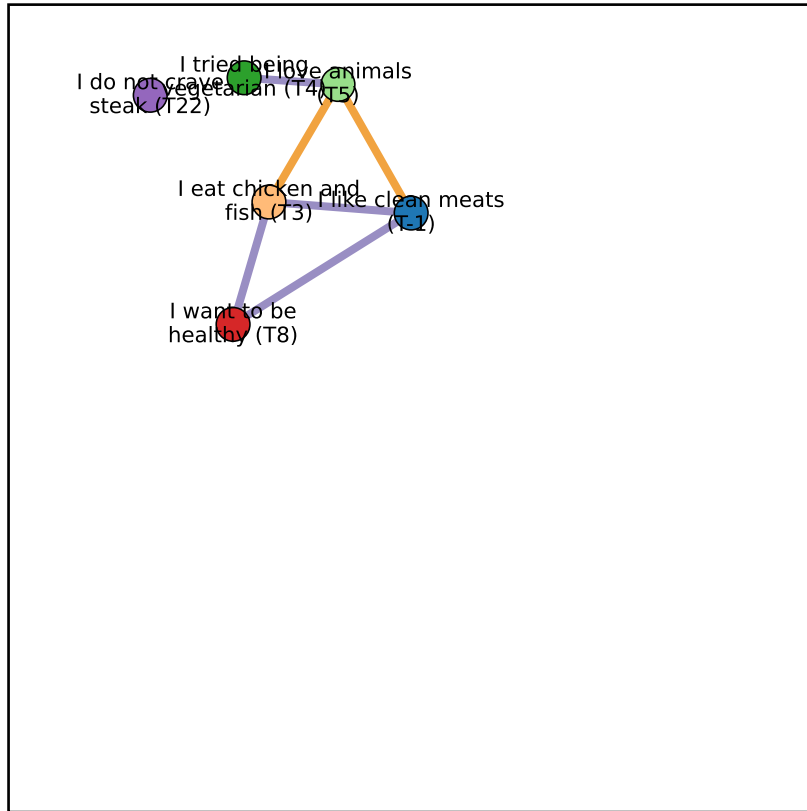 I tried being
vegetarian (T4)
I love animals
(T5)
I do not crave
steak (T22)
I eat chicken and
fish (T3)
I like clean meats
(T-1)
I want to be
healthy (T8)